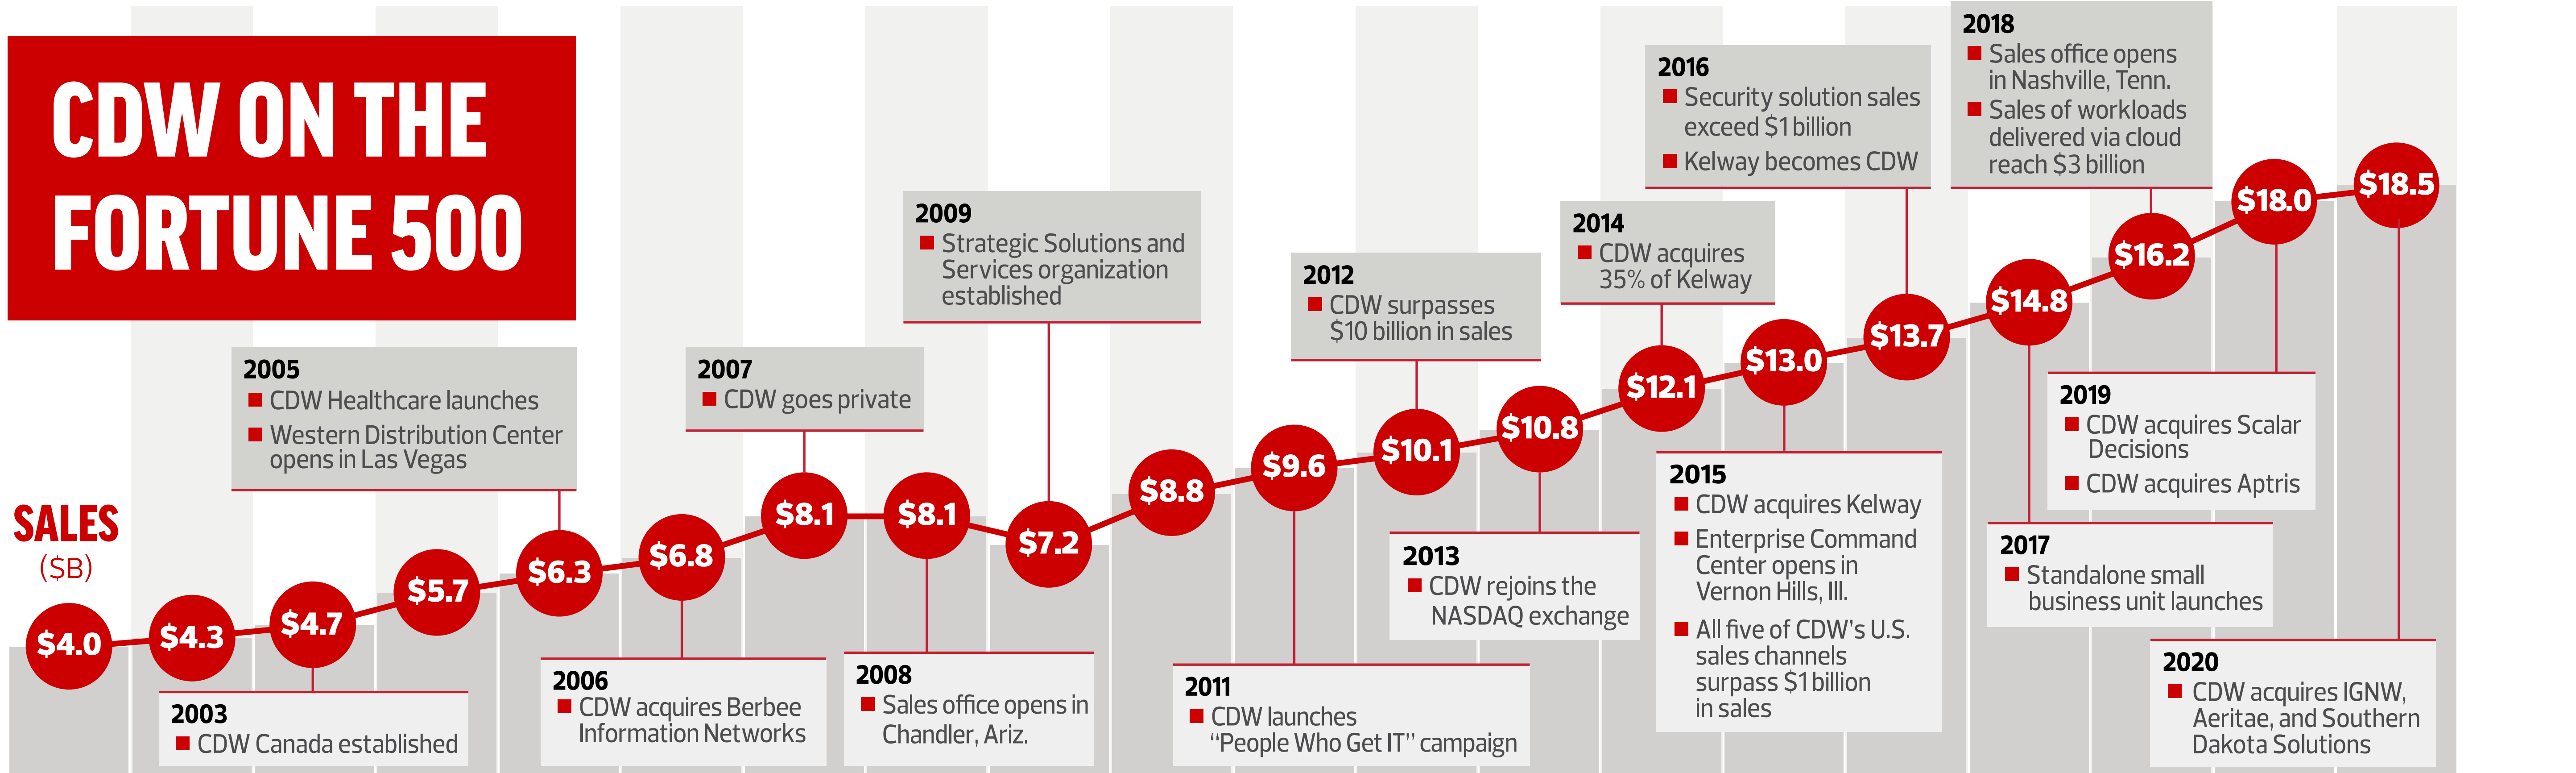 CDW ON THE
FORTUNE 500
SALES
($B)
$4.0
$4.3
$4.7
2003
CDW Canada established
$5.7
2005
CDW Healthcare launches
Western Distribution Center
opens in Las Vegas
$6.3
$6.8
2006
CDW acquires Berbee
Information Networks
2007
CDW goes private
$8.1
$8.1
2008
Sales office opens in
Chandler, Ariz.
2009
Strategic Solutions and
Services organization
established
$7.2
$8.8
$9.6
2011
CDW launches
“People Who Get IT” campaign
2012
CDW surpasses
$10 billion in sales
$10.1
$10.8
2013
CDW rejoins the
NASDAQ exchange
2014
CDW acquires
35% of Kelway
$12.1
$13.0
2015
CDW acquires Kelway
Enterprise Command
Center opens in
Vernon Hills, Ill.
All five of CDW’s U.S.
sales channels
surpass $1 billion
in sales
2016
Security solution sales
exceed $1 billion
Kelway becomes CDW
$13.7
$14.8
2017
Standalone small
business unit launches
2018
Sales office opens
in Nashville, Tenn.
Sales of workloads
delivered via cloud
reach $3 billion
$16.2
$18.0
2019
CDW acquires Scalar
Decisions
CDW acquires Aptris
$18.5
2020
CDW acquires IGNW,
Aeritae, and Southern
Dakota Solutions